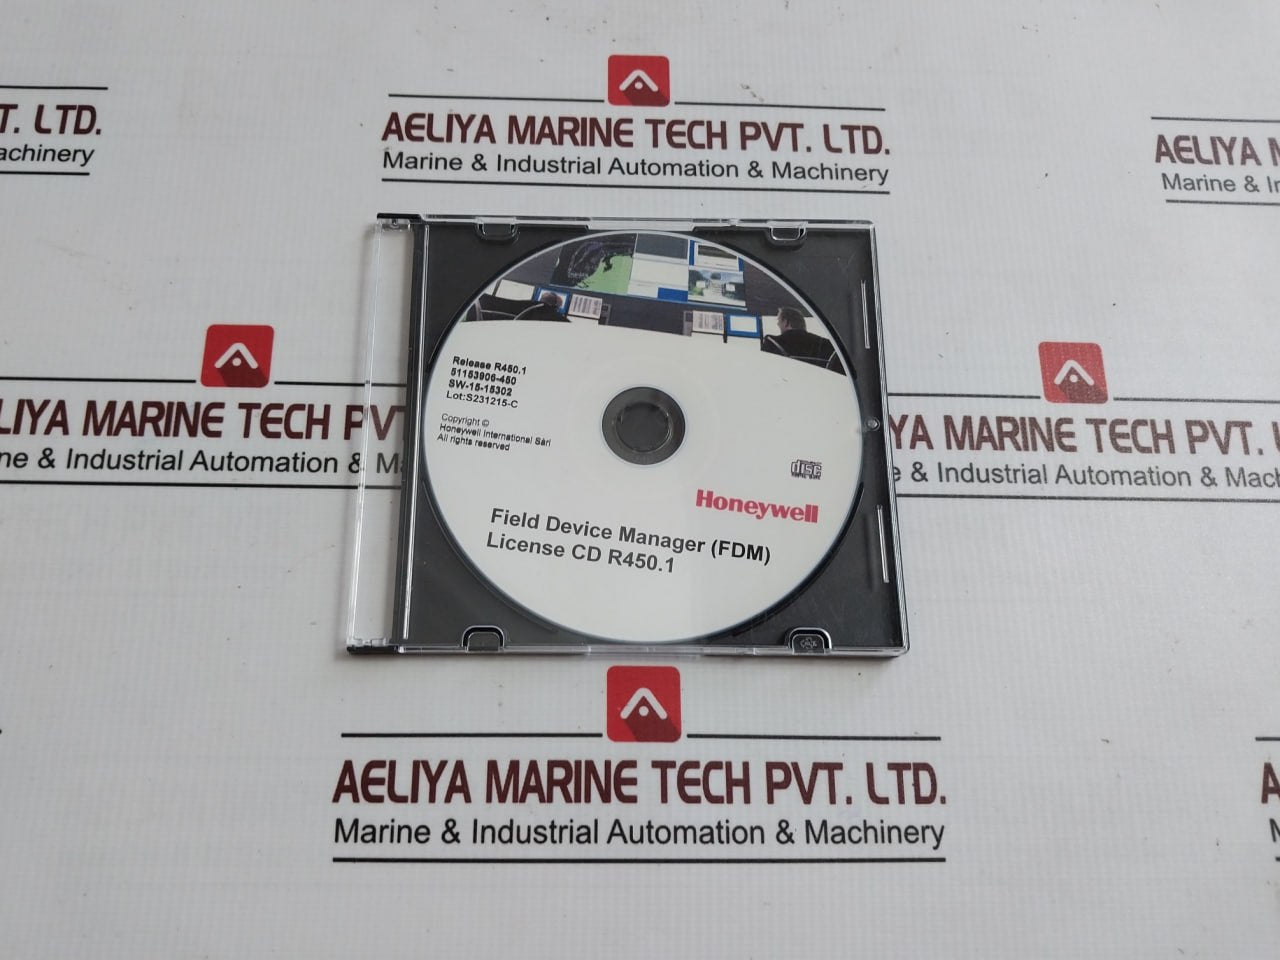 AELIYA MARINE TECH PVT. LTD.
Marine & Industrial Automation & Machinery
T. LTD.
achinery
AELIYA
Marine &
Release R450.1
51153906-450
SW-15-15302
Lot:S231215-C
Copyright ©
Honeywell International Sàrl
All rights reserved
disc
Honeywell
Field Device Manager (FDM)
License CD R450.1
LIYA MARINE TECH PVT
ne & Industrial Automation & Ma
YA MARINE TECH PVT. L
e & Industrial Automation & Mach
AELIYA MARINE TECH PVT. LTD.
Marine & Industrial Automation & Machinery